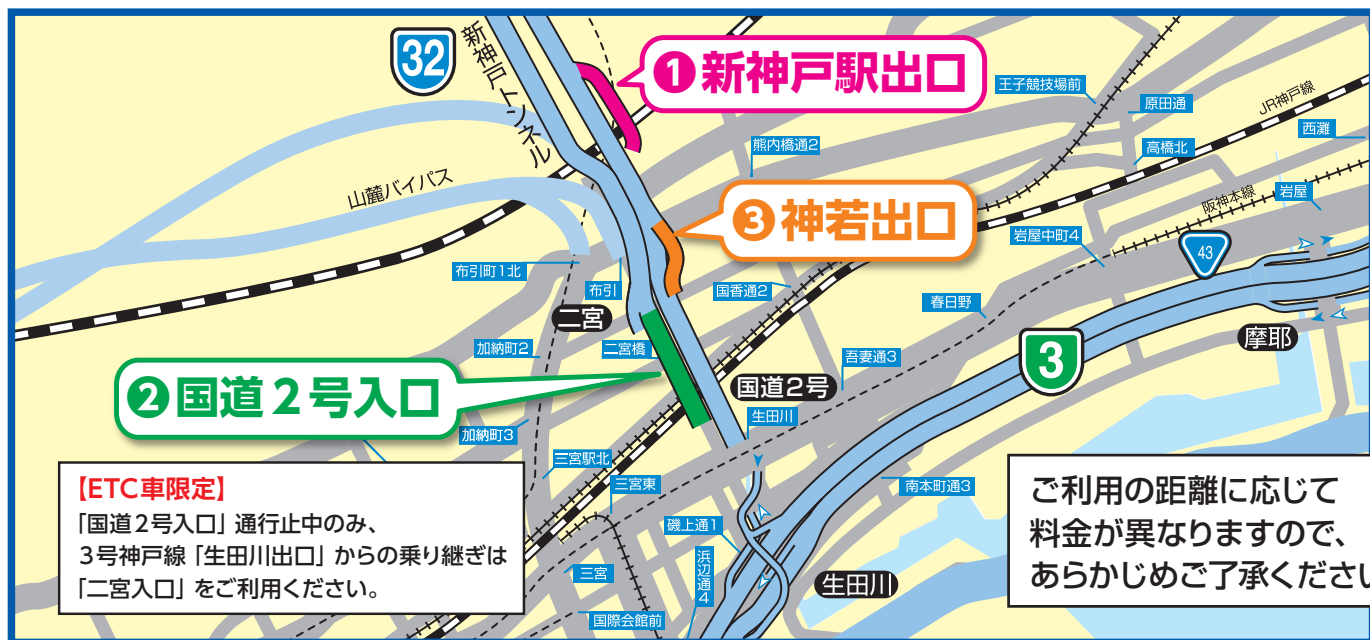 32
新神戸トンネル
❶新神戸駅出口
王子競技場前
原田通
JR神戸線
西灘
高橋北
熊内橋通2
山麓バイパス
❸神若出口
阪神本線
岩屋
岩屋中町4
43
布引町1北
布引
国香通2
春日野
二宮
加納町2
二宮橋
吾妻通3
3
摩耶
❷国道2号入口
国道2号
生田川
加納町3
三宮駅北
三宮東
南本町通3
磯上通1
浜辺通4
三宮
生田川
国際会館前
【ETC車限定】
「国道2号入口」通行止中のみ、
3号神戸線「生田川出口」からの乗り継ぎは
「二宮入口」をご利用ください。
ご利用の距離に応じて
料金が異なりますので、
あらかじめご了承ください